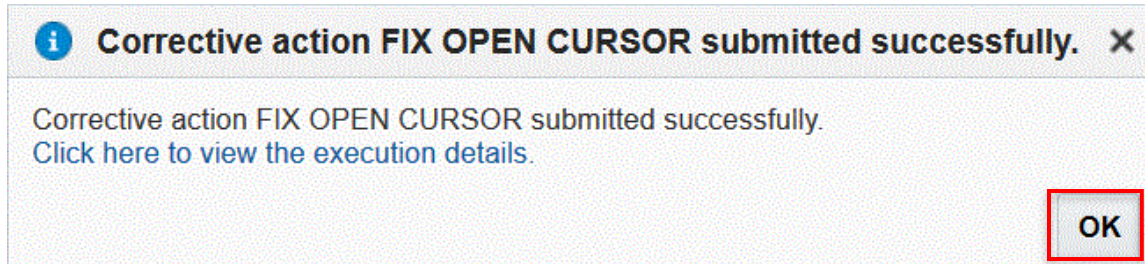 Corrective action FIX OPEN CURSOR submitted successfully.
Corrective action FIX OPEN CURSOR submitted successfully.
Click here to view the execution details.
OK